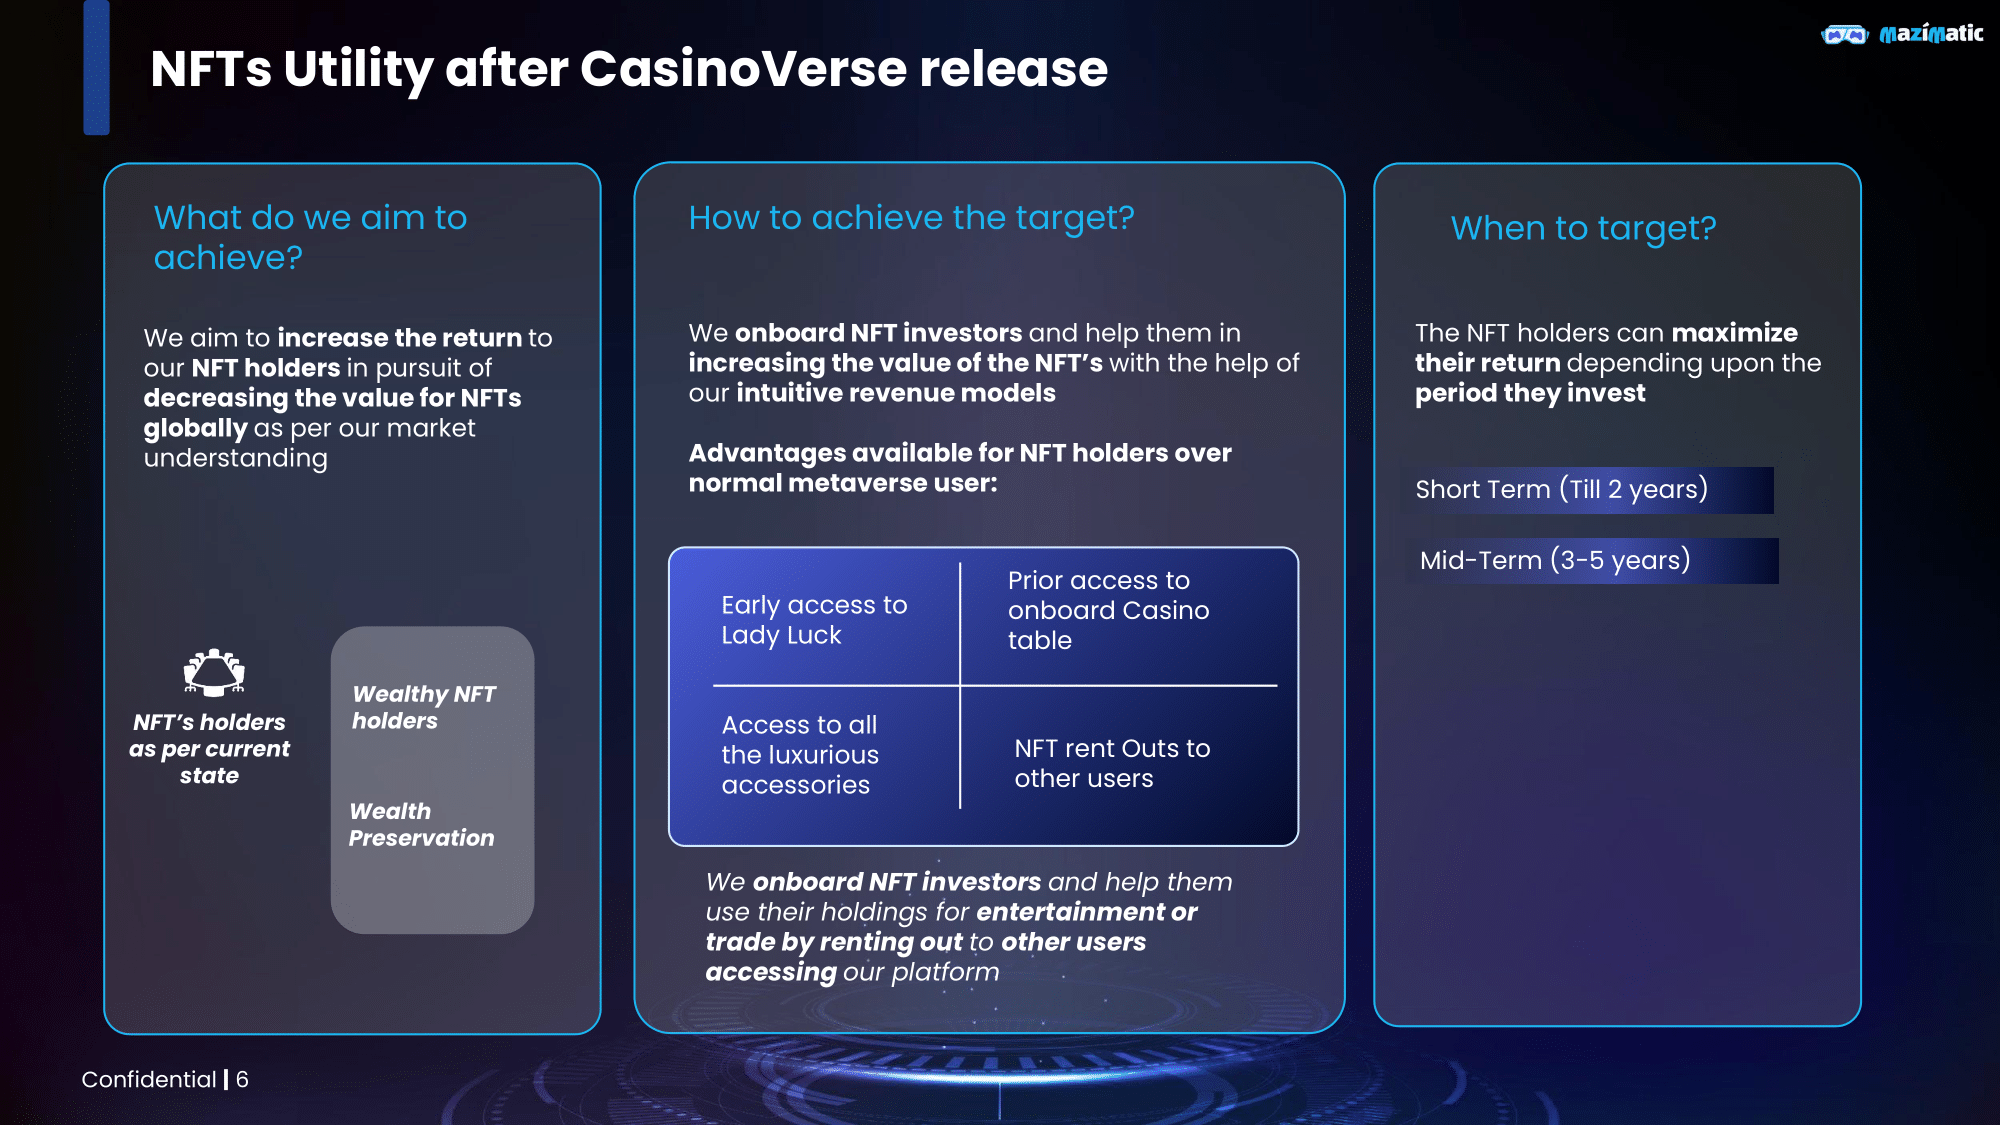 NFTs Utility after CasinoVerse release
mazimatic
What do we aim to
achieve?
We aim to increase the return to
our NFT holders in pursuit of
decreasing the value for NFTs
globally as per our market
understanding
NFT’s holders
as per current
state
Wealthy NFT
holders
Wealth
Preservation
How to achieve the target?
We onboard NFT investors and help them in
increasing the value of the NFT’s with the help of
our intuitive revenue models
Advantages available for NFT holders over
normal metaverse user:
Early access to
Lady Luck
Prior access to
onboard Casino
table
Access to all
the luxurious
accessories
NFT rent Outs to
other users
We onboard NFT investors and help them
use their holdings for entertainment or
trade by renting out to other users
accessing our platform
When to target?
The NFT holders can maximize
their return depending upon the
period they invest
Short Term (Till 2 years)
Mid-Term (3-5 years)
Confidential | 6